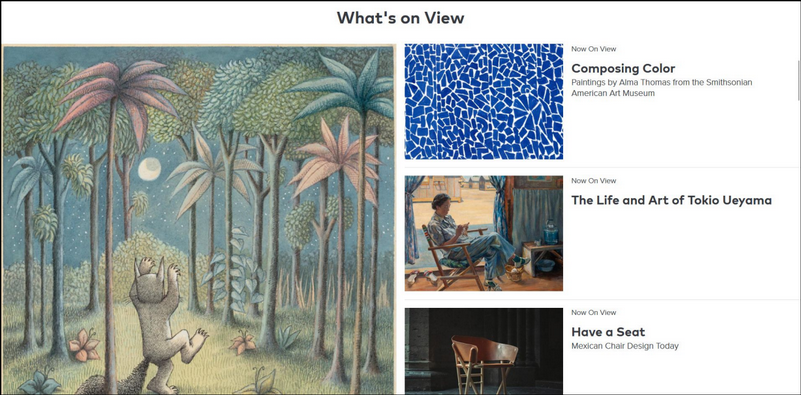 What's on View
Now On View
Composing Color
Paintings by Alma Thomas from the Smithsonian
American Art Museum
Now On View
The Life and Art of Tokio Ueyama
Now On View
Have a Seat
Mexican Chair Design Today